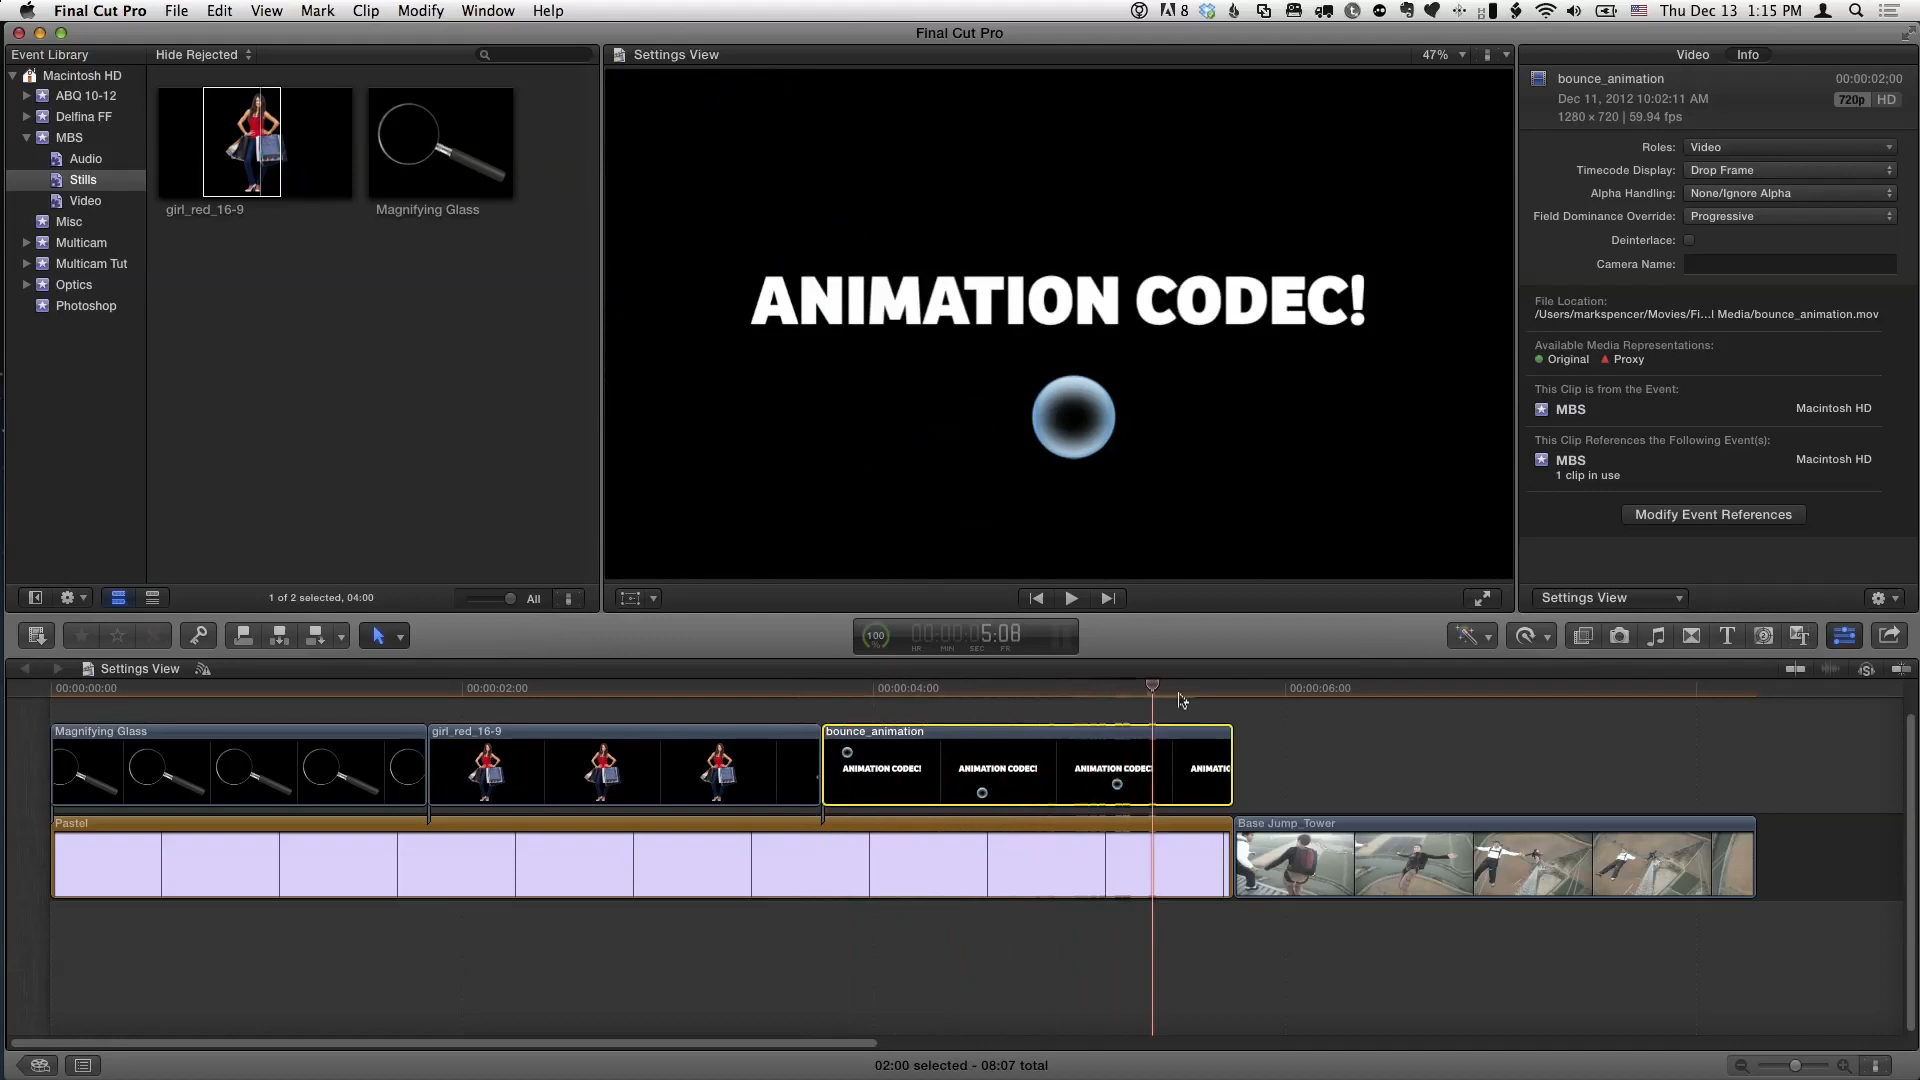 Final Cut Pro File Edit View Mark Clip Modify Window Help
8 Thu Dec 13 1:15 PM
Final Cut Pro
Event Library
Hide Rejected
Macintosh HD
ABQ 10-12
Delfina FF
MBS
Audio
Stills
Video
Misc
Multicam
Multicam Tut
Optics
Photoshop
girl_red_16-9
Magnifying Glass
1 of 2 selected, 04:00
All
Settings View
47%
ANIMATION CODEC!
Video Info
bounce_animation 00:00:02;00
Dec 11, 2012 10:02:11 AM 720p HD
1280 × 720 | 59.94 fps
Roles: Video
Timecode Display: Drop Frame
Alpha Handling: None/Ignore Alpha
Field Dominance Override: Progressive
Deinterlace:
Camera Name:
File Location:
/Users/markspencer/Movies/Fi...l Media/bounce_animation.mov
Available Media Representations:
Original Proxy
This Clip is from the Event:
MBS Macintosh HD
This Clip References the Following Event(s):
MBS Macintosh HD
1 clip in use
Modify Event References
Settings View
100 %
00:00:05:08
HR MIN SEC FR
Settings View
00:00:00:00 00:00:02:00 00:00:04:00 00:00:06:00
Magnifying Glass girl_red_16-9 bounce_animation
ANIMATION CODEC! ANIMATION CODEC! ANIMATION CODEC! ANIMATIC
Pastel Base Jump_Tower
02:00 selected - 08:07 total